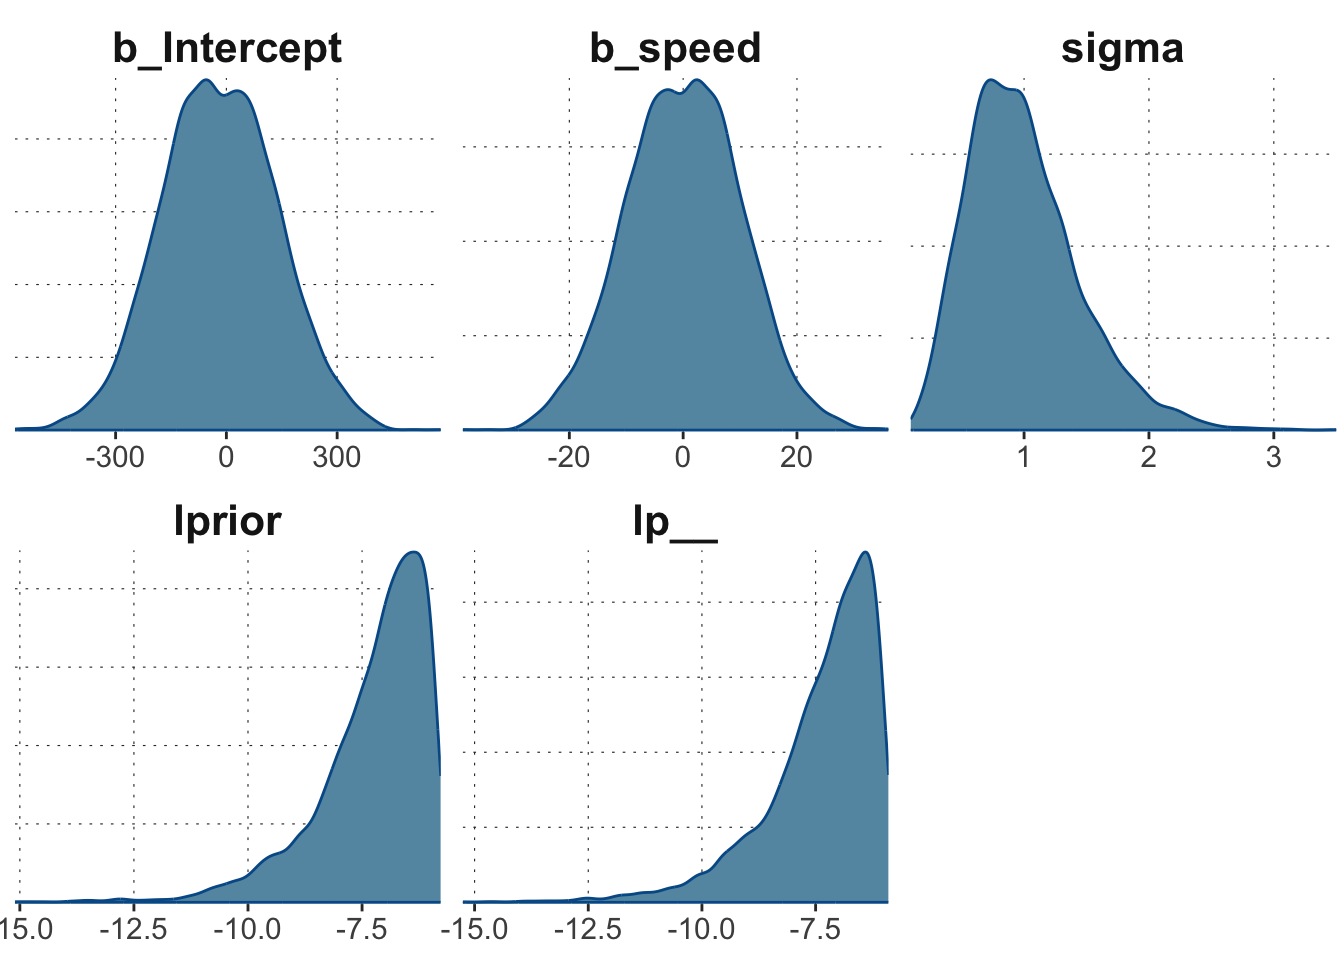 b_Intercept b_speed sigma
-300 0 300 -20 0 20 1 2 3
lprior lp__
15.0 -12.5 -10.0 -7.5 -15.0 -12.5 -10.0 -7.5